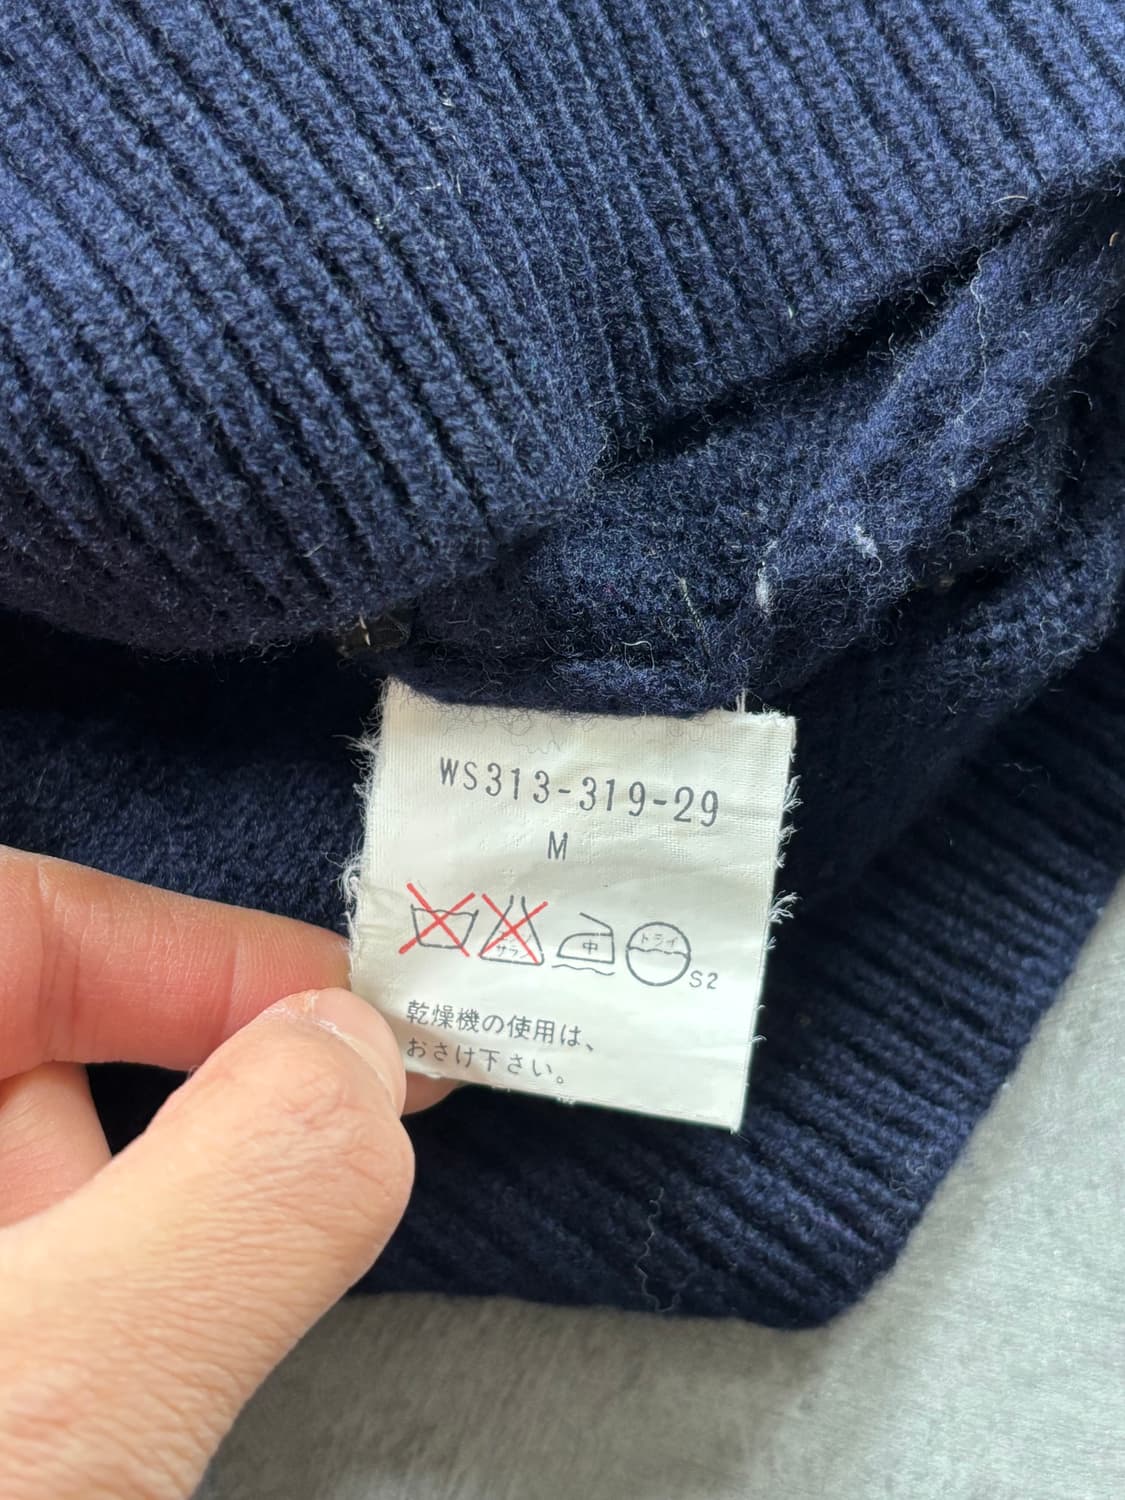 WS313-319-29
M
中 ドライ
サラシ S2
乾燥機の使用は、
おさけ下さい。